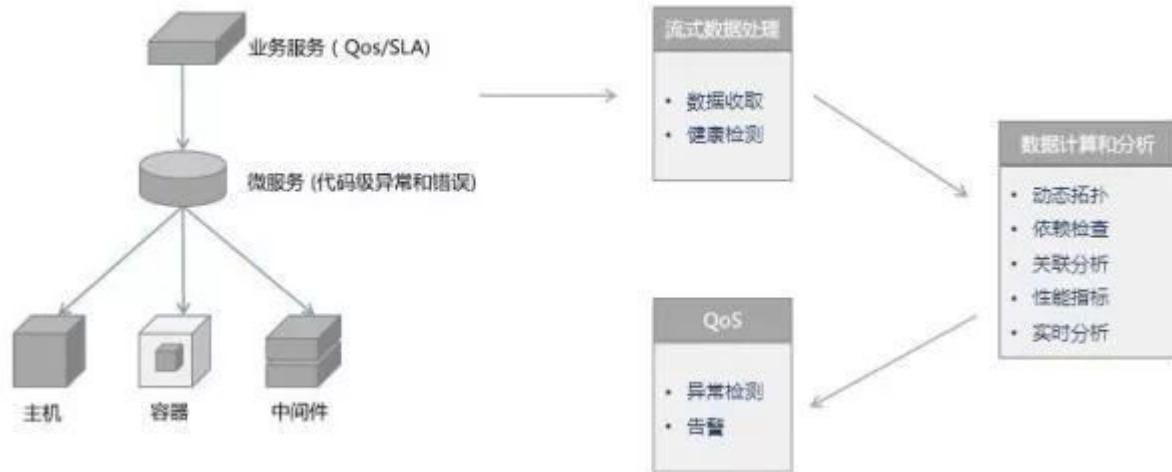 业务服务 ( Qos/SLA)
微服务 (代码级异常和错误)
主机
容器
中间件
流式数据处理
• 数据收取
• 健康检测
数据计算和分析
• 动态拓扑
• 依赖检查
• 关联分析
• 性能指标
• 实时分析
QoS
• 异常检测
• 告警